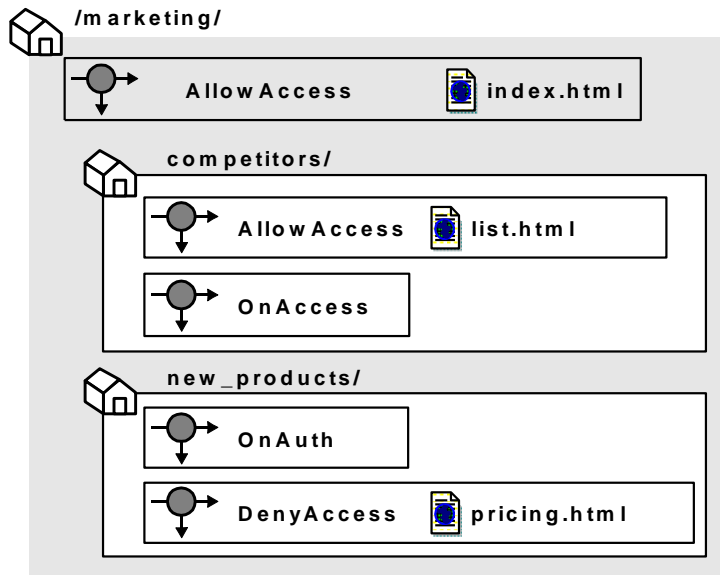 /marketing/
AllowAccess index.html
competitors/
AllowAccess list.html
OnAccess
new_products/
OnAuth
DenyAccess pricing.html